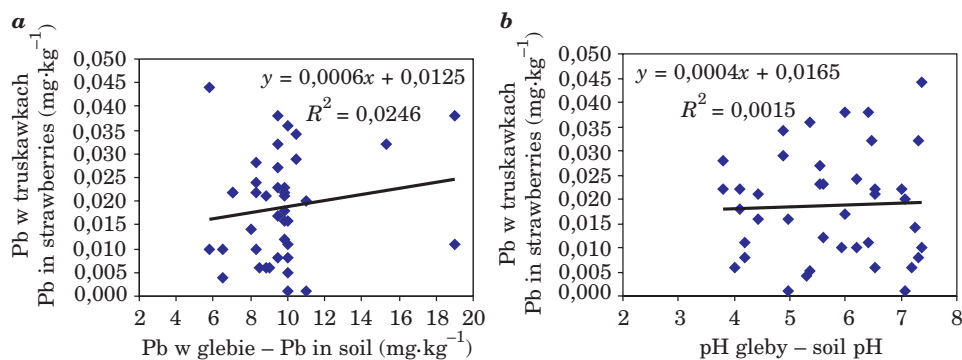 a
Pb w truskawkach
Pb in strawberries (mg·kg⁻¹)
0,050
0,045
0,040
0,035
0,030
0,025
0,020
0,015
0,010
0,005
0,000
y = 0,0006x + 0,0125
R² = 0,0246
2 4 6 8 10 12 14 16 18 20
Pb w glebie – Pb in soil (mg·kg⁻¹)
b
Pb w truskawkach
Pb in strawberries (mg·kg⁻¹)
0,050
0,045
0,040
0,035
0,030
0,025
0,020
0,015
0,010
0,005
0,000
y = 0,0004x + 0,0165
R² = 0,0015
2 3 4 5 6 7 8
pH gleby – soil pH